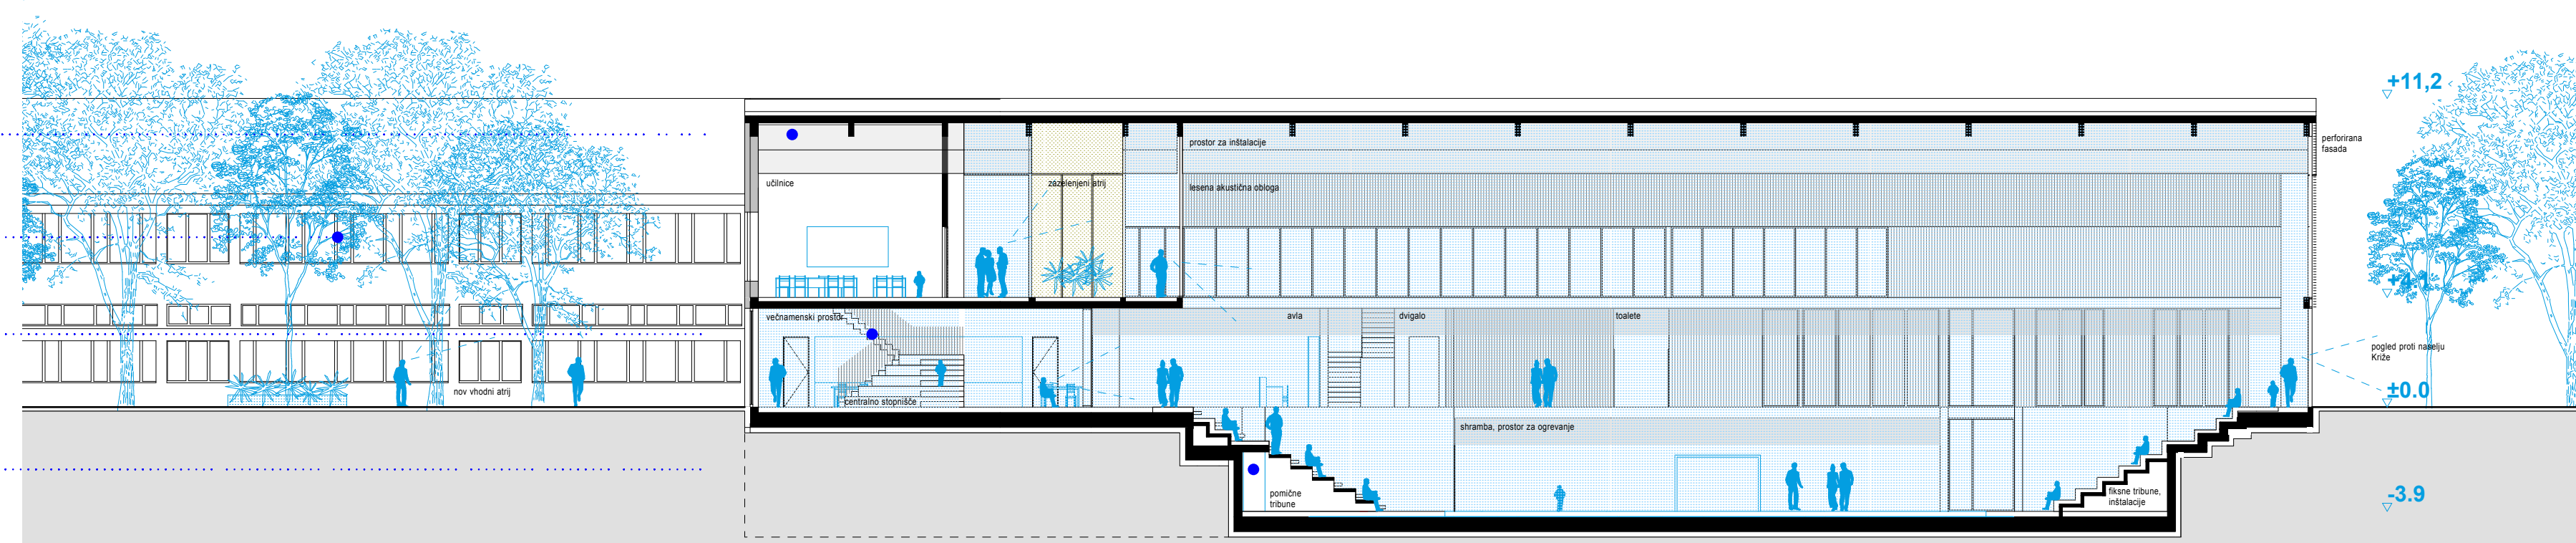 +11,2
perforirana
fasada
prostor za inštalacije
učilnice
zazelenjeni atrij
lesena akustična obloga
večnamenski prostor
avla
dvigalo
toalete
pogled proti naselju
Križe
±0.0
nov vhodni atrij
centralno stopnišče
shramba, prostor za ogrevanje
pomične
tribune
fiksne tribune,
inštalacije
-3.9